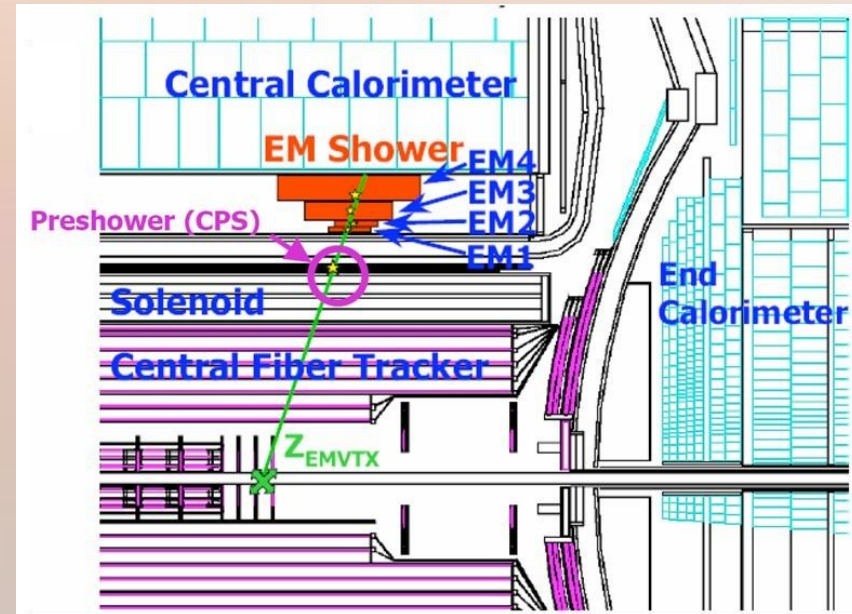 Central Calorimeter
EM Shower
EM4
EM3
EM2
EM1
Preshower (CPS)
End
Calorimeter
Solenoid
Central Fiber Tracker
ZEMVTX